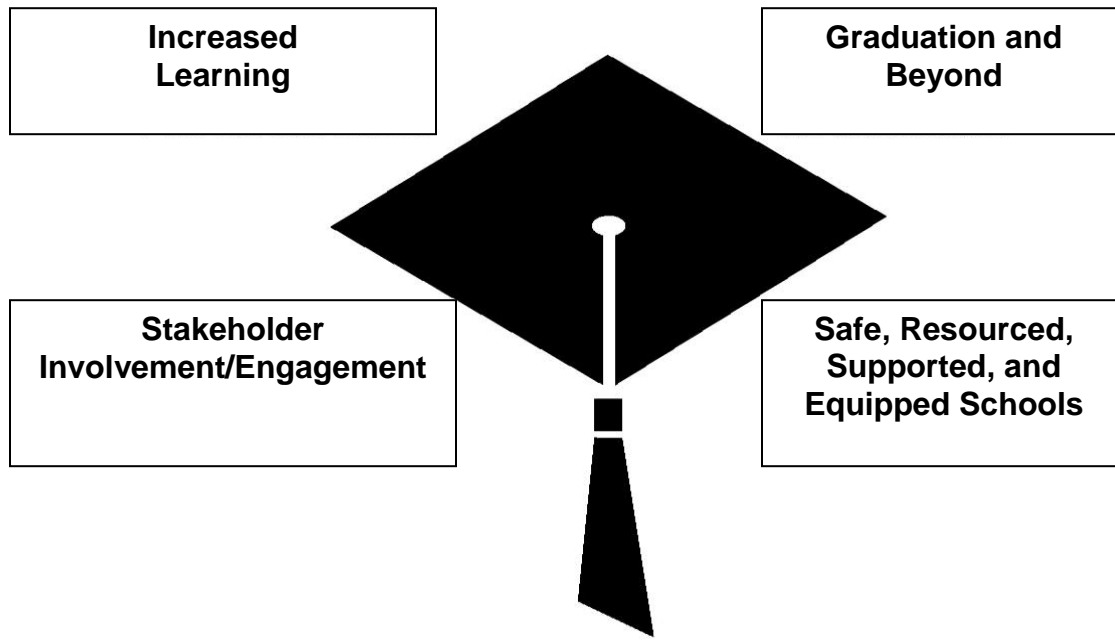 Increased
Learning
Graduation and
Beyond
Stakeholder
Involvement/Engagement
Safe, Resourced,
Supported, and
Equipped Schools